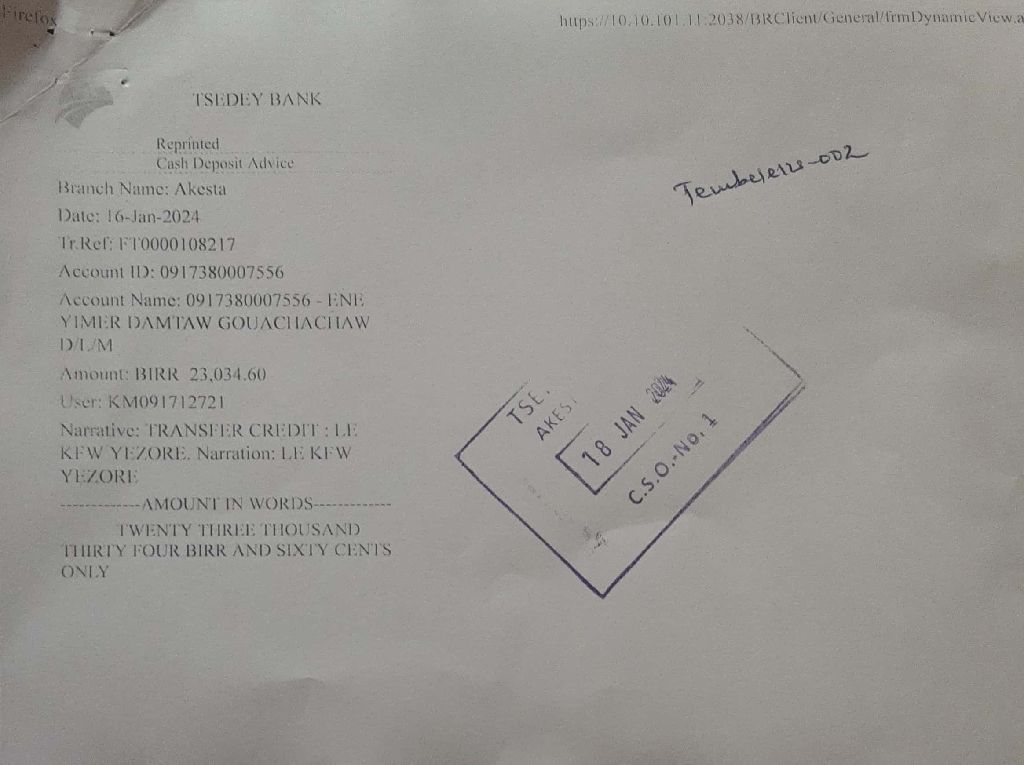 Firefox
https://10.10.101.11:2038/BRClient/General/frmDynamicView.a
TSEDEY BANK
Reprinted
Cash Deposit Advice
Branch Name: Akesta
Date: 16-Jan-2024
Tr.Ref: FT0000108217
Account ID: 0917380007556
Account Name: 0917380007556 - ENE
YIMER DAMTAW GOUACHACHAW
D/L/M
Amount: BIRR 23,034.60
User: KM091712721
Narrative: TRANSFER CREDIT : LE
KFW YEZORE. Narration: LE KFW
YEZORE
-------------AMOUNT IN WORDS-------------
TWENTY THREE THOUSAND
THIRTY FOUR BIRR AND SIXTY CENTS
ONLY
TSE.
AKEST
18 JAN 2024
C.S.O.-No. 1